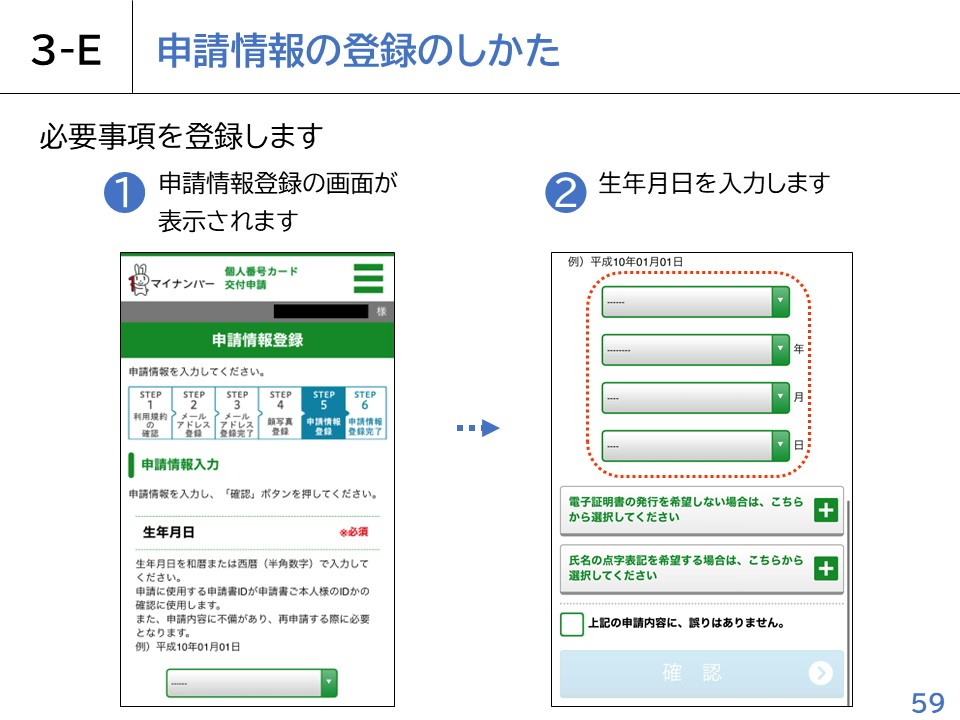 3-E
申請情報の登録のしかた
必要事項を登録します
1
申請情報登録の画面が
表示されます
マイナンバー
個人番号カード
交付申請
様
申請情報登録
申請情報を入力してください。
STEP
1
利用規約
の
確認
STEP
2
メール
アドレス
登録
STEP
3
メール
アドレス
登録完了
STEP
4
顔写真
登録
STEP
5
申請情報
登録
STEP
6
申請情報
登録完了
申請情報入力
申請情報を入力し、「確認」ボタンを押してください。
生年月日
※必須
生年月日を和暦または西暦（半角数字）で入力して
ください。
申請に使用する申請書IDが申請書ご本人様のIDかの
確認に使用します。
また、申請内容に不備があり、再申請する際に必要
となります。
例）平成10年01月01日
------
2
生年月日を入力します
例）平成10年01月01日
------
--------
年
----
月
----
日
電子証明書の発行を希望しない場合は、こちら
から選択してください
氏名の点字表記を希望する場合は、こちらから
選択してください
上記の申請内容に、誤りはありません。
確 認
59